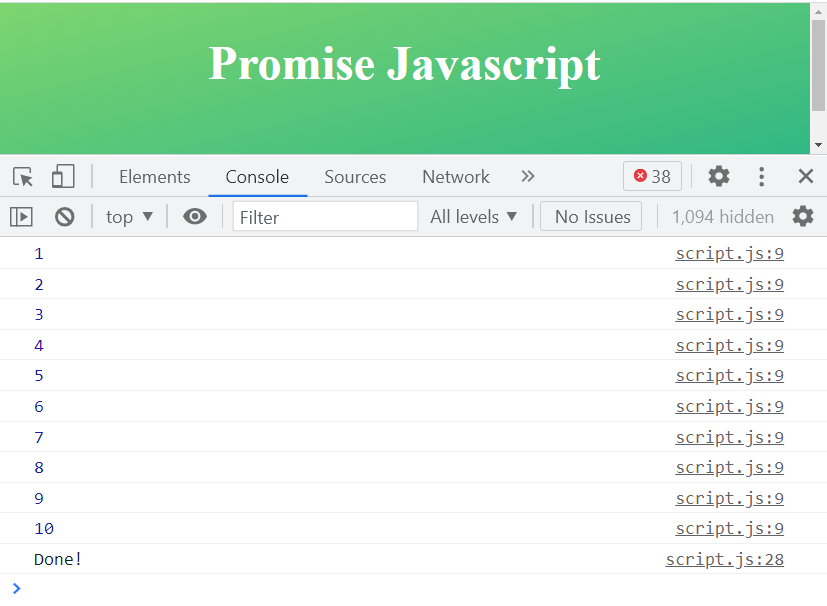 Promise Javascript
Elements Console Sources Network » 38
top ▼ Filter All levels ▼ No Issues 1,094 hidden
1 script.js:9
2 script.js:9
3 script.js:9
4 script.js:9
5 script.js:9
6 script.js:9
7 script.js:9
8 script.js:9
9 script.js:9
10 script.js:9
Done! script.js:28